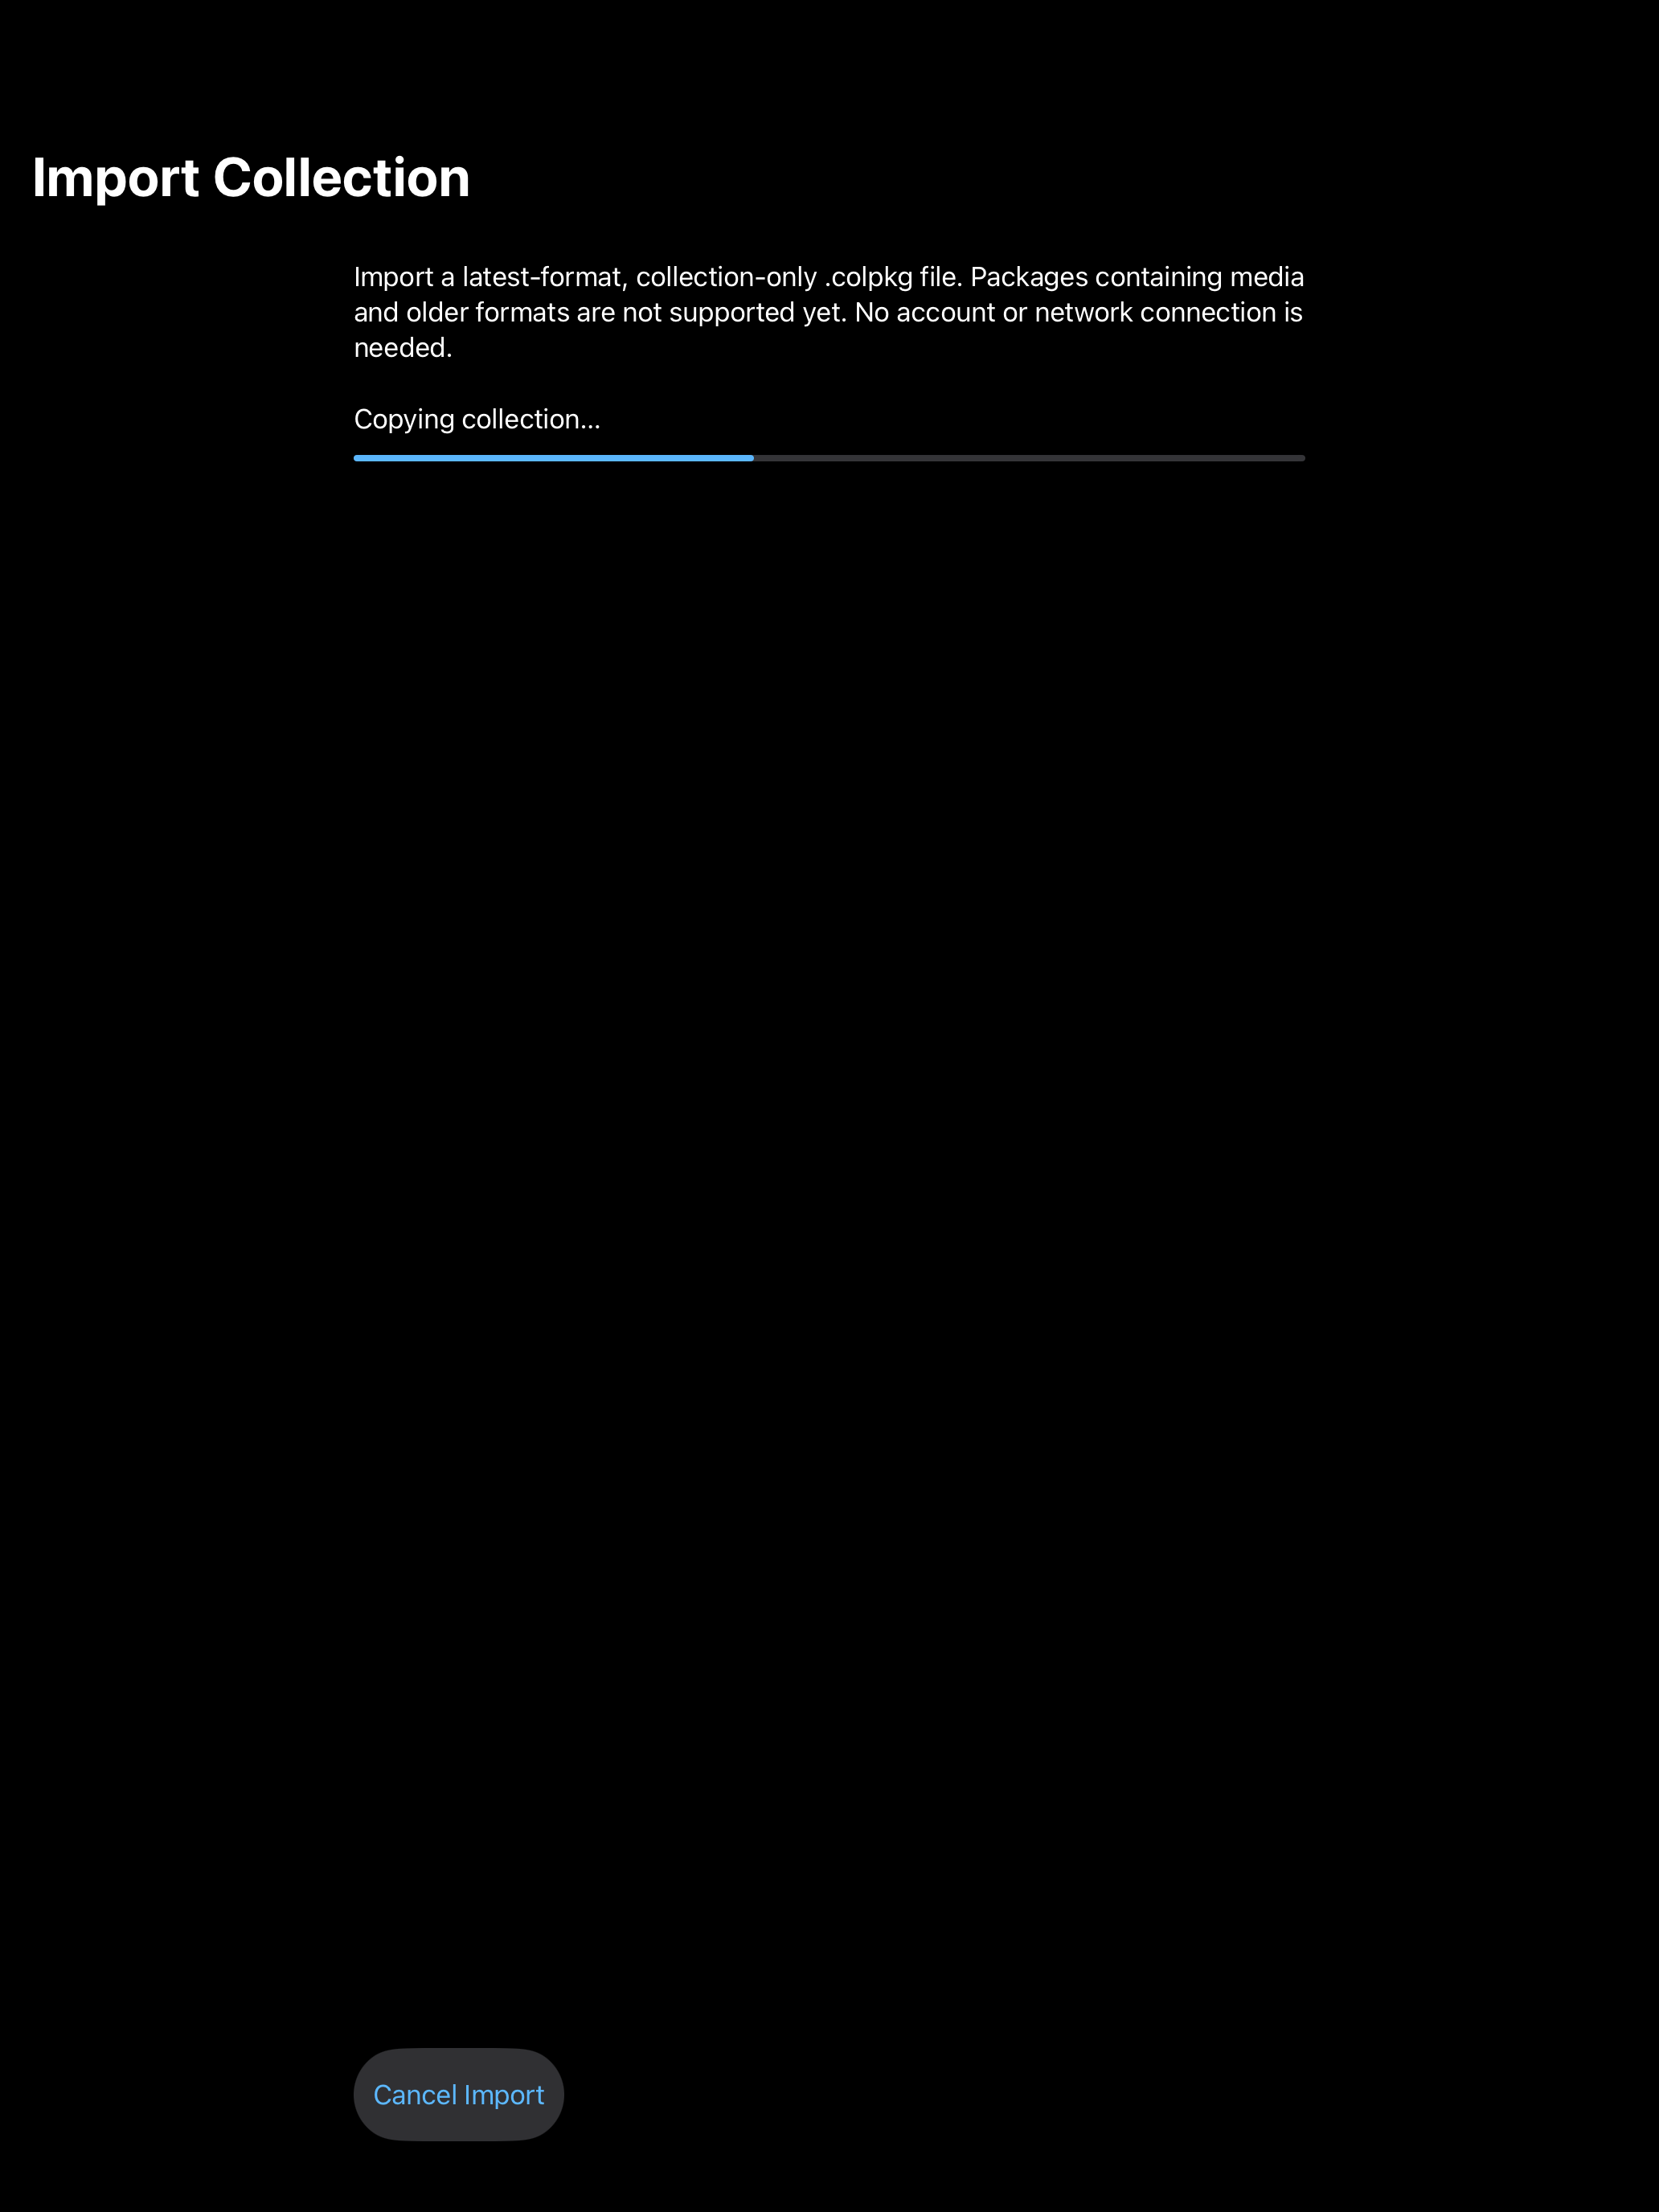 Import Collection
Import a latest-format, collection-only .colpkg file. Packages containing media
and older formats are not supported yet. No account or network connection is
needed.
Copying collection...
Cancel Import